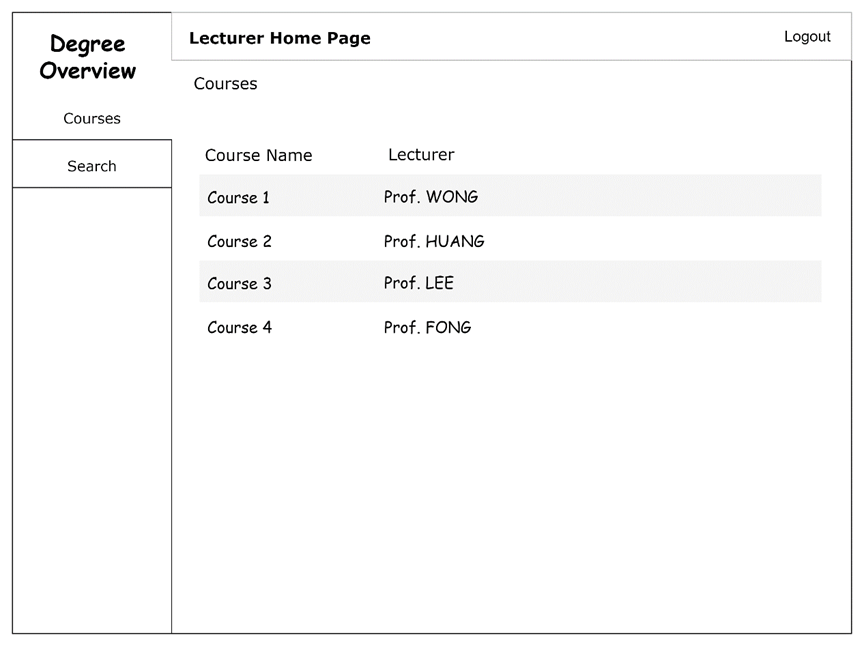 Degree
Overview
Courses
Search
Lecturer Home Page
Logout
Courses
Course Name Lecturer
Course 1 Prof. WONG
Course 2 Prof. HUANG
Course 3 Prof. LEE
Course 4 Prof. FONG